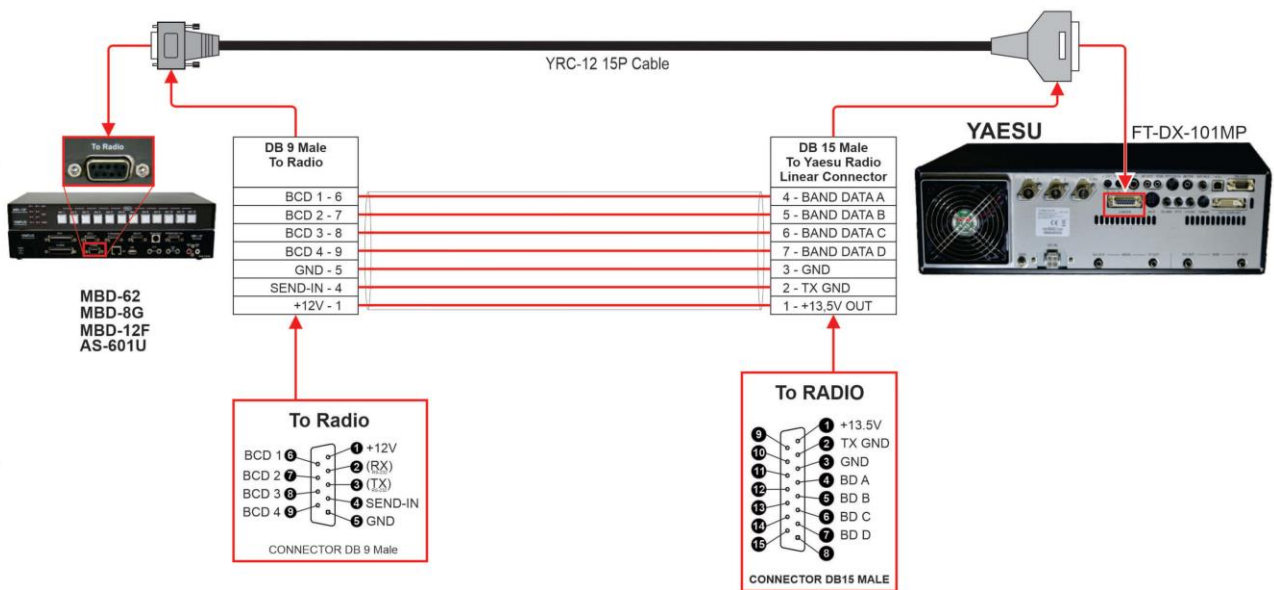 YRC-12 15P Cable
To Radio
MBD-62
MBD-8G
MBD-12F
AS-601U
DB 9 Male
To Radio
BCD 1 - 6
BCD 2 - 7
BCD 3 - 8
BCD 4 - 9
GND - 5
SEND-IN - 4
+12V - 1
DB 15 Male
To Yaesu Radio
Linear Connector
4 - BAND DATA A
5 - BAND DATA B
6 - BAND DATA C
7 - BAND DATA D
3 - GND
2 - TX GND
1 - +13,5V OUT
YAESU
FT-DX-101MP
To Radio
BCD 1 6
BCD 2 7
BCD 3 8
BCD 4 9
1 +12V
2 (RX)
3 (TX)
4 SEND-IN
5 GND
CONNECTOR DB 9 Male
To RADIO
9
10
11
12
13
14
15
1 +13.5V
2 TX GND
3 GND
4 BD A
5 BD B
6 BD C
7 BD D
8
CONNECTOR DB15 MALE